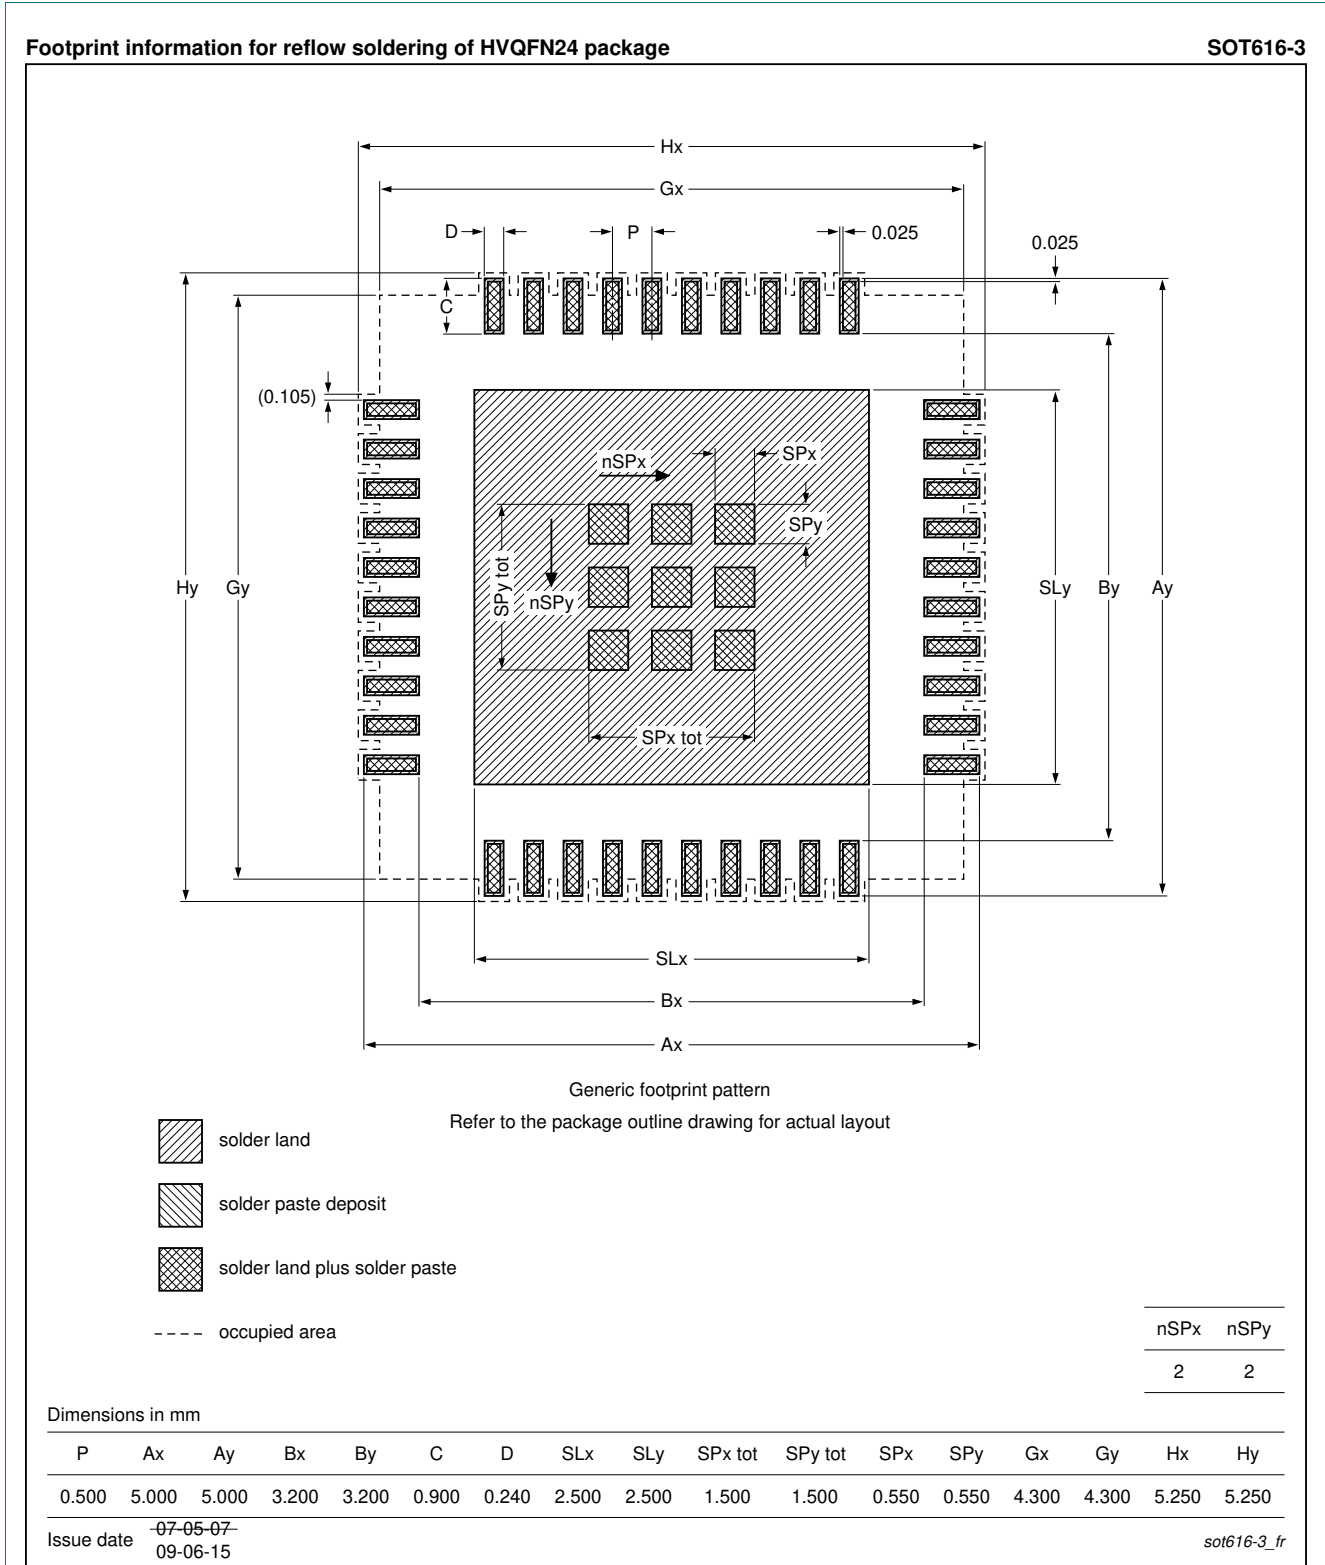 Footprint information for reflow soldering of HVQFN24 package SOT616-3
Hx
Gx
D P 0.025
0.025
C
(0.105)
nSPx SPx
SPy
SPy tot
nSPy
Hy Gy SLy By Ay
SPx tot
SLx
Bx
Ax
Generic footprint pattern
Refer to the package outline drawing for actual layout
solder land
solder paste deposit
solder land plus solder paste
occupied area
nSPx nSPy
2 2
Dimensions in mm
P Ax Ay Bx By C D SLx SLy SPx tot SPy tot SPx SPy Gx Gy Hx Hy
0.500 5.000 5.000 3.200 3.200 0.900 0.240 2.500 2.500 1.500 1.500 0.550 0.550 4.300 4.300 5.250 5.250
Issue date 07-05-07
09-06-15
sot616-3_fr